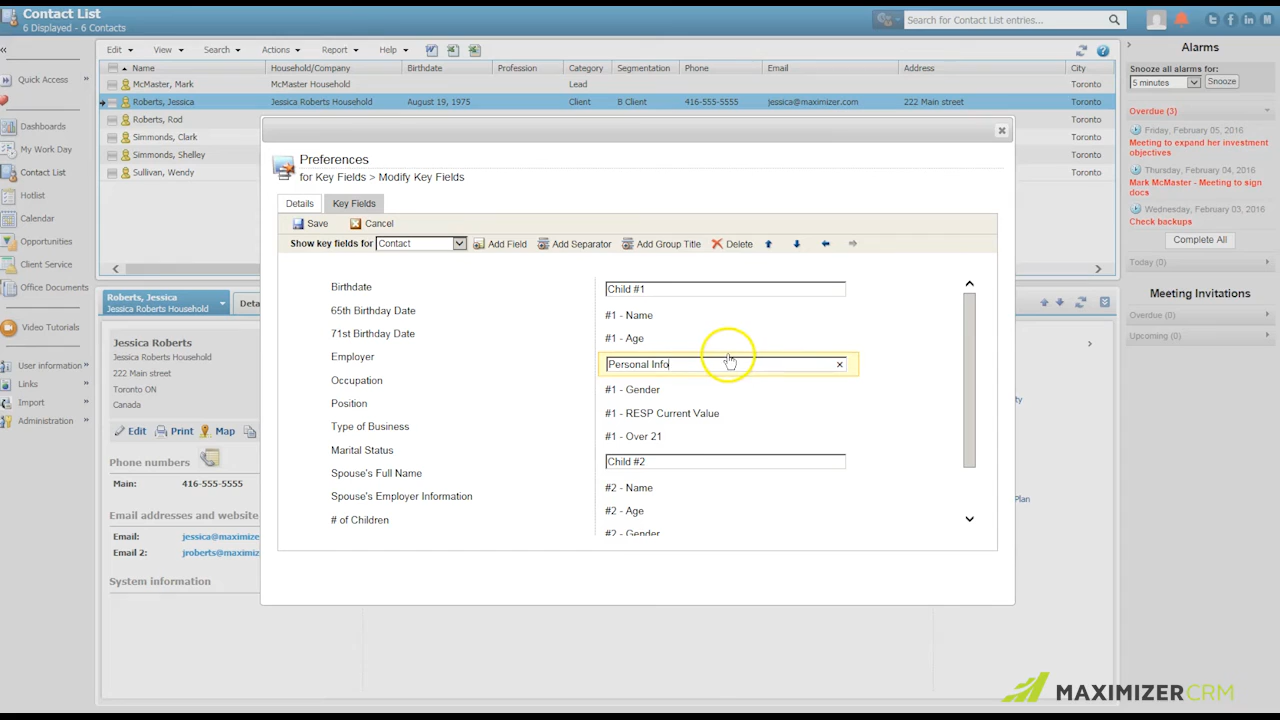 Contact List
6 Displayed - 6 Contacts
Search for Contact List entries...
Edit View Search Actions Report Help
Name Household/Company Birthdate Profession Category Segmentation Phone Email Address City
McMaster, Mark McMaster Household Lead Toronto
Roberts, Jessica Jessica Roberts Household August 19, 1975 Client B Client 416-555-5555 jessica@maximizer.com 222 Main street Toronto
Roberts, Rod Toronto
Simmonds, Clark Toronto
Simmonds, Shelley Toronto
Sullivan, Wendy Toronto
Quick Access
Dashboards
My Work Day
Contact List
Hotlist
Calendar
Opportunities
Client Service
Office Documents
Video Tutorials
User information
Links
Import
Administration
Preferences
for Key Fields > Modify Key Fields
Details Key Fields
Save Cancel
Show key fields for Contact Add Field Add Separator Add Group Title Delete
Birthdate
65th Birthday Date
71st Birthday Date
Employer
Occupation
Position
Type of Business
Marital Status
Spouse's Full Name
Spouse's Employer Information
# of Children
Child #1
#1 - Name
#1 - Age
Personal Info
#1 - Gender
#1 - RESP Current Value
#1 - Over 21
Child #2
#2 - Name
#2 - Age
#2 - Gender
Roberts, Jessica
Jessica Roberts Household
Deta
Jessica Roberts
Jessica Roberts Household
222 Main street
Toronto ON
Canada
Edit Print Map
Phone numbers
Main: 416-555-5555
Email addresses and website
Email: jessica@maximize
Email 2: jroberts@maximiz
System information
ty
Plan
Alarms
Snooze all alarms for:
5 minutes Snooze
Overdue (3)
Friday, February 05, 2016
Meeting to expand her investment
objectives
Thursday, February 04, 2016
Mark McMaster - Meeting to sign
docs
Wednesday, February 03, 2016
Check backups
Complete All
Today (0)
Meeting Invitations
Overdue (0)
Upcoming (0)
MAXIMIZERCRM